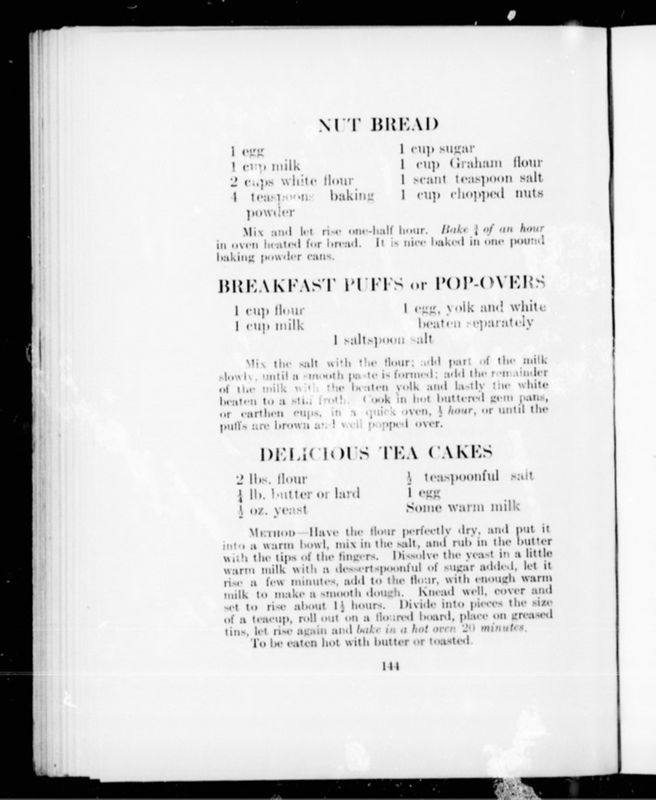 NUT BREAD
1 egg
1 cup milk
2 cups white flour
4 teaspoons baking
powder
1 cup sugar
1 cup Graham flour
1 scant teaspoon salt
1 cup chopped nuts
Mix and let rise one-half hour. Bake ¾ of an hour
in oven heated for bread. It is nice baked in one pound
baking powder cans.
BREAKFAST PUFFS or POP-OVERS
1 cup flour
1 cup milk
1 egg, yolk and white
beaten separately
1 saltspoon salt
Mix the salt with the flour; add part of the milk
slowly, until a smooth paste is formed; add the remainder
of the milk with the beaten yolk and lastly the white
beaten to a stiff froth. Cook in hot buttered gem pans,
or earthen cups, in a quick oven, ½ hour, or until the
puffs are brown and well popped over.
DELICIOUS TEA CAKES
2 lbs. flour
¼ lb. butter or lard
½ oz. yeast
½ teaspoonful salt
1 egg
Some warm milk
METHOD—Have the flour perfectly dry, and put it
into a warm bowl, mix in the salt, and rub in the butter
with the tips of the fingers. Dissolve the yeast in a little
warm milk with a dessertspoonful of sugar added, let it
rise a few minutes, add to the flour, with enough warm
milk to make a smooth dough. Knead well, cover and
set to rise about 1½ hours. Divide into pieces the size
of a teacup, roll out on a floured board, place on greased
tins, let rise again and bake in a hot oven 20 minutes.
To be eaten hot with butter or toasted.
144